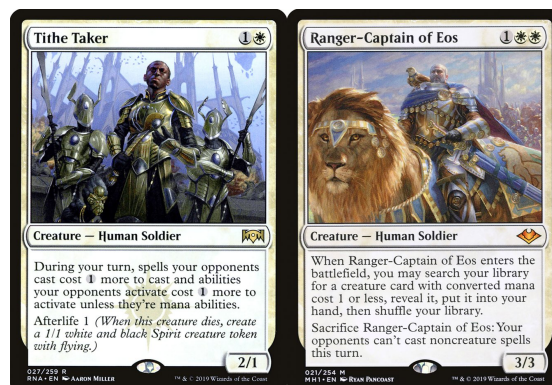 Tithe Taker 1
Creature — Human Soldier
During your turn, spells your opponents
cast cost 1 more to cast and abilities
your opponents activate cost 1 more to
activate unless they're mana abilities.
Afterlife 1 (When this creature dies, create
a 1/1 white and black Spirit creature token
with flying.)
2/1
027/259 R
RNA • EN AARON MILLER
™ & © 2019 Wizards of the Coast
Ranger-Captain of Eos 1
Creature — Human Soldier
When Ranger-Captain of Eos enters the
battlefield, you may search your library
for a creature card with converted mana
cost 1 or less, reveal it, put it into your
hand, then shuffle your library.
Sacrifice Ranger-Captain of Eos: Your
opponents can't cast noncreature spells
this turn.
3/3
021/254 M
MH1 • EN RYAN PANCOAST
™ & © 2019 Wizards of the Coast